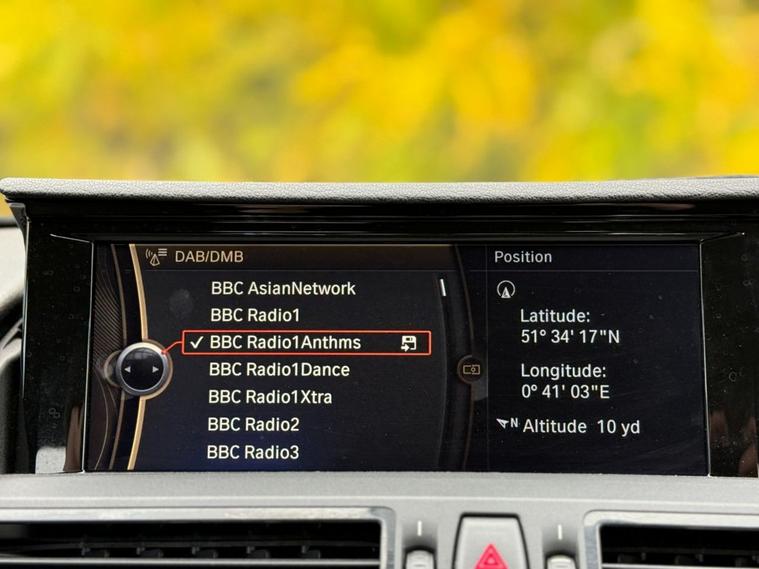 DAB/DMB
BBC AsianNetwork
BBC Radio1
BBC Radio1Anthms
BBC Radio1Dance
BBC Radio1Xtra
BBC Radio2
BBC Radio3
Position
Latitude:
51° 34' 17"N
Longitude:
0° 41' 03"E
N Altitude 10 yd